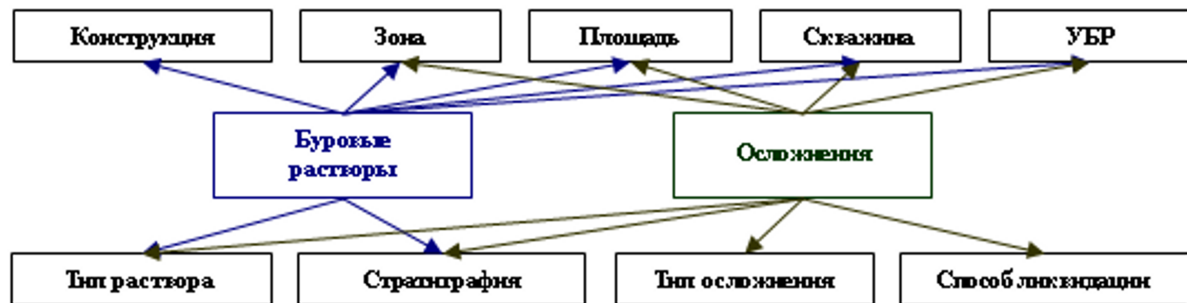 Конструкция
Зона
Площадь
Скважина
УБР
Буровые
растворы
Осложнения
Тип раствора
Стратиграфия
Тип осложнения
Способ ликвидации